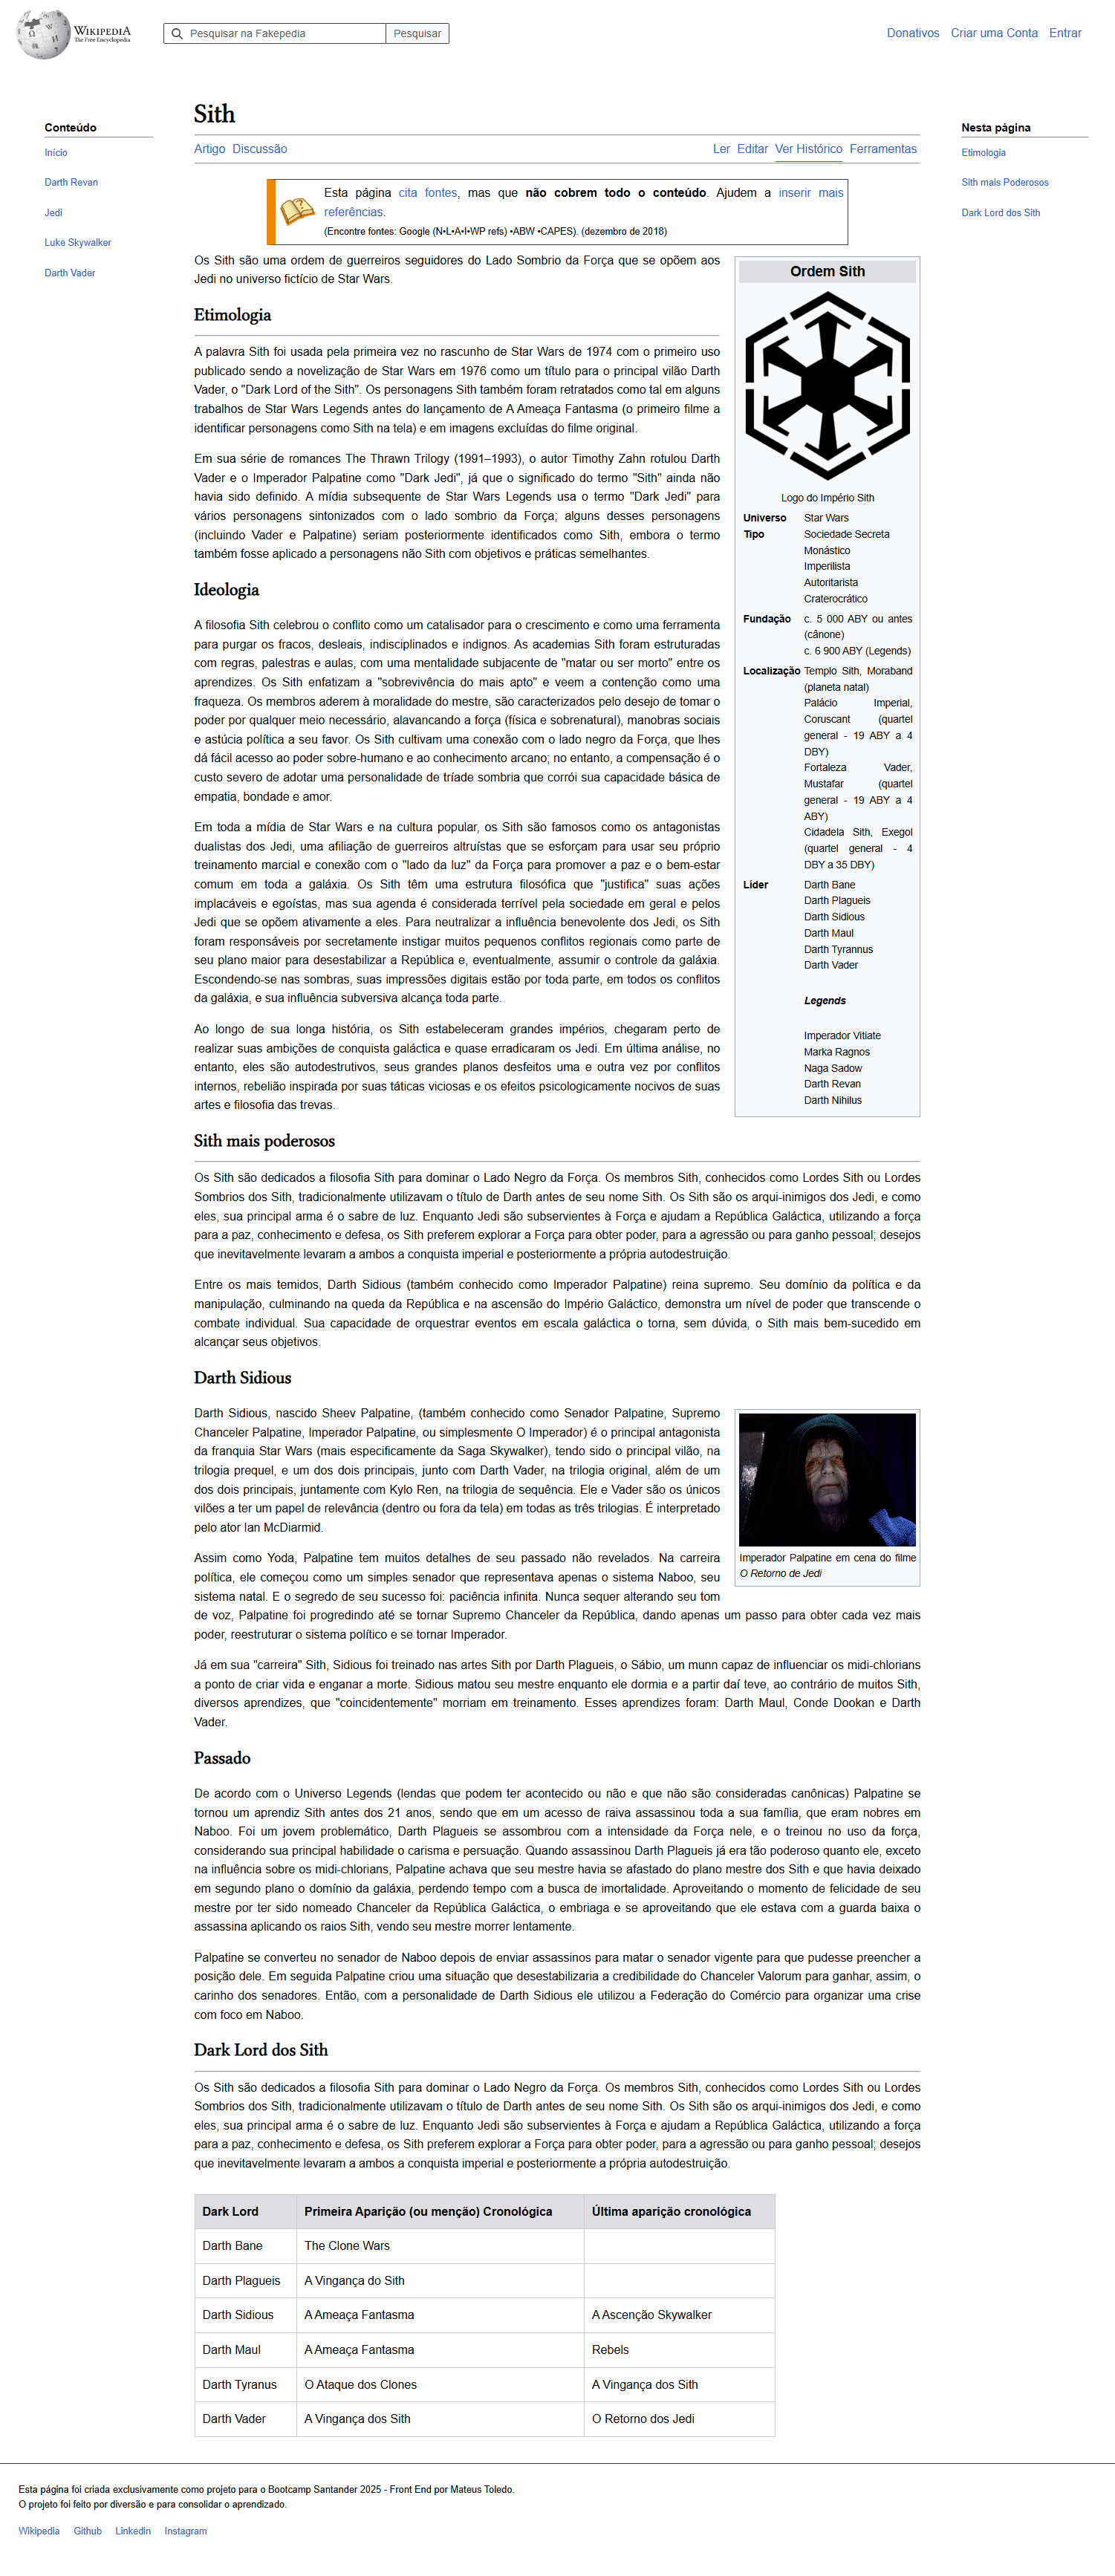 WIKIPEDIA
The Free Encyclopedia
Pesquisar na Fakepedia
Pesquisar
Donativos Criar uma Conta Entrar
Conteúdo
Início
Darth Revan
Jedi
Luke Skywalker
Darth Vader
Sith
Artigo Discussão
Ler Editar Ver Histórico Ferramentas
Esta página cita fontes, mas que não cobrem todo o conteúdo. Ajudem a inserir mais
referências.
(Encontre fontes: Google (N•L•A•I•WP refs) •ABW •CAPES). (dezembro de 2018)
Os Sith são uma ordem de guerreiros seguidores do Lado Sombrio da Força que se opõem aos
Jedi no universo fictício de Star Wars.
Etimologia
A palavra Sith foi usada pela primeira vez no rascunho de Star Wars de 1974 com o primeiro uso
publicado sendo a novelização de Star Wars em 1976 como um título para o principal vilão Darth
Vader, o "Dark Lord of the Sith". Os personagens Sith também foram retratados como tal em alguns
trabalhos de Star Wars Legends antes do lançamento de A Ameaça Fantasma (o primeiro filme a
identificar personagens como Sith na tela) e em imagens excluídas do filme original.
Em sua série de romances The Thrawn Trilogy (1991–1993), o autor Timothy Zahn rotulou Darth
Vader e o Imperador Palpatine como "Dark Jedi", já que o significado do termo "Sith" ainda não
havia sido definido. A mídia subsequente de Star Wars Legends usa o termo "Dark Jedi" para
vários personagens sintonizados com o lado sombrio da Força; alguns desses personagens
(incluindo Vader e Palpatine) seriam posteriormente identificados como Sith, embora o termo
também fosse aplicado a personagens não Sith com objetivos e práticas semelhantes.
Ideologia
A filosofia Sith celebrou o conflito como um catalisador para o crescimento e como uma ferramenta
para purgar os fracos, desleais, indisciplinados e indignos. As academias Sith foram estruturadas
com regras, palestras e aulas, com uma mentalidade subjacente de "matar ou ser morto" entre os
aprendizes. Os Sith enfatizam a "sobrevivência do mais apto" e veem a contenção como uma
fraqueza. Os membros aderem à moralidade do mestre, são caracterizados pelo desejo de tomar o
poder por qualquer meio necessário, alavancando a força (física e sobrenatural), manobras sociais
e astúcia política a seu favor. Os Sith cultivam uma conexão com o lado negro da Força, que lhes
dá fácil acesso ao poder sobre-humano e ao conhecimento arcano; no entanto, a compensação é o
custo severo de adotar uma personalidade de tríade sombria que corrói sua capacidade básica de
empatia, bondade e amor.
Em toda a mídia de Star Wars e na cultura popular, os Sith são famosos como os antagonistas
dualistas dos Jedi, uma afiliação de guerreiros altruístas que se esforçam para usar seu próprio
treinamento marcial e conexão com o "lado da luz" da Força para promover a paz e o bem-estar
comum em toda a galáxia. Os Sith têm uma estrutura filosófica que "justifica" suas ações
implacáveis e egoístas, mas sua agenda é considerada terrível pela sociedade em geral e pelos
Jedi que se opõem ativamente a eles. Para neutralizar a influência benevolente dos Jedi, os Sith
foram responsáveis por secretamente instigar muitos pequenos conflitos regionais como parte de
seu plano maior para desestabilizar a República e, eventualmente, assumir o controle da galáxia.
Escondendo-se nas sombras, suas impressões digitais estão por toda parte, em todos os conflitos
da galáxia, e sua influência subversiva alcança toda parte.
Ao longo de sua longa história, os Sith estabeleceram grandes impérios, chegaram perto de
realizar suas ambições de conquista galáctica e quase erradicaram os Jedi. Em última análise, no
entanto, eles são autodestrutivos, seus grandes planos desfeitos uma e outra vez por conflitos
internos, rebelião inspirada por suas táticas viciosas e os efeitos psicologicamente nocivos de suas
artes e filosofia das trevas.
Ordem Sith
Logo do Império Sith
Universo Star Wars
Tipo Sociedade Secreta
Monástico
Imperilista
Autoritarista
Craterocrático
Fundação c. 5 000 ABY ou antes
(cânone)
c. 6 900 ABY (Legends)
Localização Templo Sith, Moraband
(planeta natal)
Palácio Imperial,
Coruscant (quartel
general - 19 ABY a 4
DBY)
Fortaleza Vader,
Mustafar (quartel
general - 19 ABY a 4
ABY)
Cidadela Sith, Exegol
(quartel general - 4
DBY a 35 DBY)
Líder Darth Bane
Darth Plagueis
Darth Sidious
Darth Maul
Darth Tyrannus
Darth Vader
Legends
Imperador Vitiate
Marka Ragnos
Naga Sadow
Darth Revan
Darth Nihilus
Nesta página
Etimologia
Sith mais Poderosos
Dark Lord dos Sith
Sith mais poderosos
Os Sith são dedicados a filosofia Sith para dominar o Lado Negro da Força. Os membros Sith, conhecidos como Lordes Sith ou Lordes
Sombrios dos Sith, tradicionalmente utilizavam o título de Darth antes de seu nome Sith. Os Sith são os arqui-inimigos dos Jedi, e como
eles, sua principal arma é o sabre de luz. Enquanto Jedi são subservientes à Força e ajudam a República Galáctica, utilizando a força
para a paz, conhecimento e defesa, os Sith preferem explorar a Força para obter poder, para a agressão ou para ganho pessoal; desejos
que inevitavelmente levaram a ambos a conquista imperial e posteriormente a própria autodestruição.
Entre os mais temidos, Darth Sidious (também conhecido como Imperador Palpatine) reina supremo. Seu domínio da política e da
manipulação, culminando na queda da República e na ascensão do Império Galáctico, demonstra um nível de poder que transcende o
combate individual. Sua capacidade de orquestrar eventos em escala galáctica o torna, sem dúvida, o Sith mais bem-sucedido em
alcançar seus objetivos.
Darth Sidious
Darth Sidious, nascido Sheev Palpatine, (também conhecido como Senador Palpatine, Supremo
Chanceler Palpatine, Imperador Palpatine, ou simplesmente O Imperador) é o principal antagonista
da franquia Star Wars (mais especificamente da Saga Skywalker), tendo sido o principal vilão, na
trilogia prequel, e um dos dois principais, junto com Darth Vader, na trilogia original, além de um
dos dois principais, juntamente com Kylo Ren, na trilogia de sequência. Ele e Vader são os únicos
vilões a ter um papel de relevância (dentro ou fora da tela) em todas as três trilogias. É interpretado
pelo ator Ian McDiarmid.
Imperador Palpatine em cena do filme
O Retorno de Jedi
Assim como Yoda, Palpatine tem muitos detalhes de seu passado não revelados. Na carreira
política, ele começou como um simples senador que representava apenas o sistema Naboo, seu
sistema natal. E o segredo de seu sucesso foi: paciência infinita. Nunca sequer alterando seu tom
de voz, Palpatine foi progredindo até se tornar Supremo Chanceler da República, dando apenas um passo para obter cada vez mais
poder, reestruturar o sistema político e se tornar Imperador.
Já em sua "carreira" Sith, Sidious foi treinado nas artes Sith por Darth Plagueis, o Sábio, um munn capaz de influenciar os midi-chlorians
a ponto de criar vida e enganar a morte. Sidious matou seu mestre enquanto ele dormia e a partir daí teve, ao contrário de muitos Sith,
diversos aprendizes, que "coincidentemente" morriam em treinamento. Esses aprendizes foram: Darth Maul, Conde Dookan e Darth
Vader.
Passado
De acordo com o Universo Legends (lendas que podem ter acontecido ou não e que não são consideradas canônicas) Palpatine se
tornou um aprendiz Sith antes dos 21 anos, sendo que em um acesso de raiva assassinou toda a sua família, que eram nobres em
Naboo. Foi um jovem problemático, Darth Plagueis se assombrou com a intensidade da Força nele, e o treinou no uso da força,
considerando sua principal habilidade o carisma e persuação. Quando assassinou Darth Plagueis já era tão poderoso quanto ele, exceto
na influência sobre os midi-chlorians, Palpatine achava que seu mestre havia se afastado do plano mestre dos Sith e que havia deixado
em segundo plano o domínio da galáxia, perdendo tempo com a busca de imortalidade. Aproveitando o momento de felicidade de seu
mestre por ter sido nomeado Chanceler da República Galáctica, o embriaga e se aproveitando que ele estava com a guarda baixa o
assassina aplicando os raios Sith, vendo seu mestre morrer lentamente.
Palpatine se converteu no senador de Naboo depois de enviar assassinos para matar o senador vigente para que pudesse preencher a
posição dele. Em seguida Palpatine criou uma situação que desestabilizaria a credibilidade do Chanceler Valorum para ganhar, assim, o
carinho dos senadores. Então, com a personalidade de Darth Sidious ele utilizou a Federação do Comércio para organizar uma crise
com foco em Naboo.
Dark Lord dos Sith
Os Sith são dedicados a filosofia Sith para dominar o Lado Negro da Força. Os membros Sith, conhecidos como Lordes Sith ou Lordes
Sombrios dos Sith, tradicionalmente utilizavam o título de Darth antes de seu nome Sith. Os Sith são os arqui-inimigos dos Jedi, e como
eles, sua principal arma é o sabre de luz. Enquanto Jedi são subservientes à Força e ajudam a República Galáctica, utilizando a força
para a paz, conhecimento e defesa, os Sith preferem explorar a Força para obter poder, para a agressão ou para ganho pessoal; desejos
que inevitavelmente levaram a ambos a conquista imperial e posteriormente a própria autodestruição.
Dark Lord Primeira Aparição (ou menção) Cronológica Última aparição cronológica
Darth Bane The Clone Wars
Darth Plagueis A Vingança do Sith
Darth Sidious A Ameaça Fantasma A Ascenção Skywalker
Darth Maul A Ameaça Fantasma Rebels
Darth Tyranus O Ataque dos Clones A Vingança dos Sith
Darth Vader A Vingança dos Sith O Retorno dos Jedi
Esta página foi criada exclusivamente como projeto para o Bootcamp Santander 2025 - Front End por Mateus Toledo.
O projeto foi feito por diversão e para consolidar o aprendizado.
Wikipedia Github Linkedin Instagram